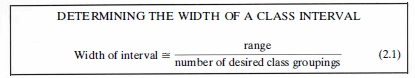 DETERMINING THE WIDTH OF A CLASS INTERVAL
range
Width of interval ≅ (2.1)
number of desired class groupings